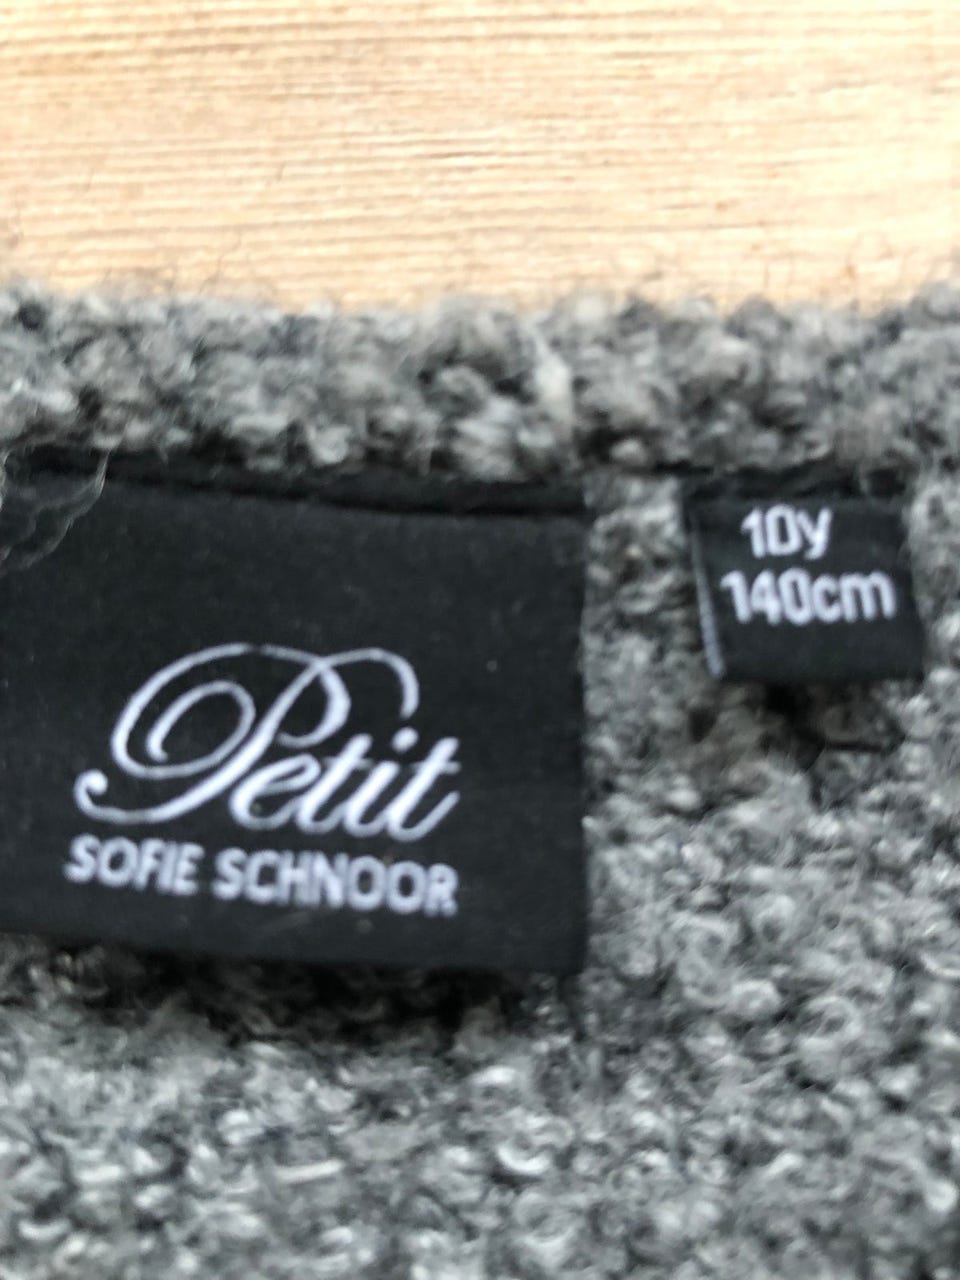 Petit
SOFIE SCHNOOR
10y
140cm